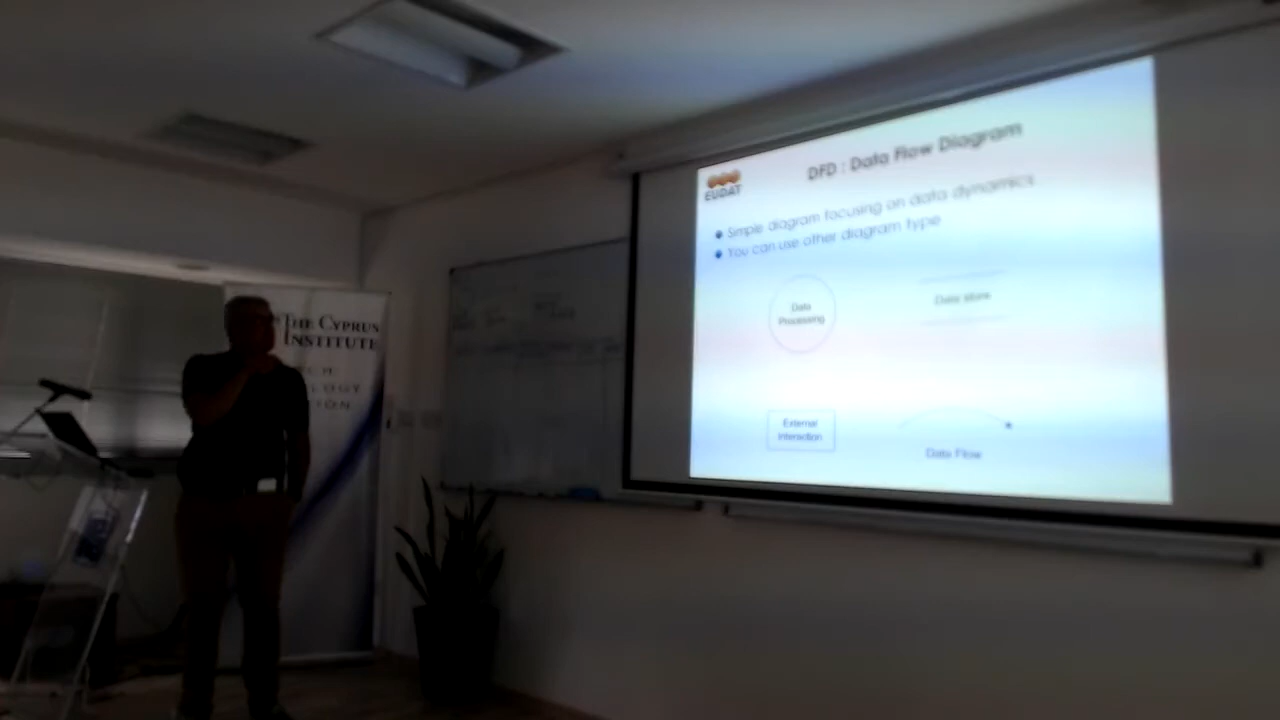 DFD : Data Flow Diagram
EUDAT
Simple diagram focusing on data dynamics
You can use other diagram type
Data
Processing
Data store
External
Interaction
Data Flow
THE CYPRUS
INSTITUTE